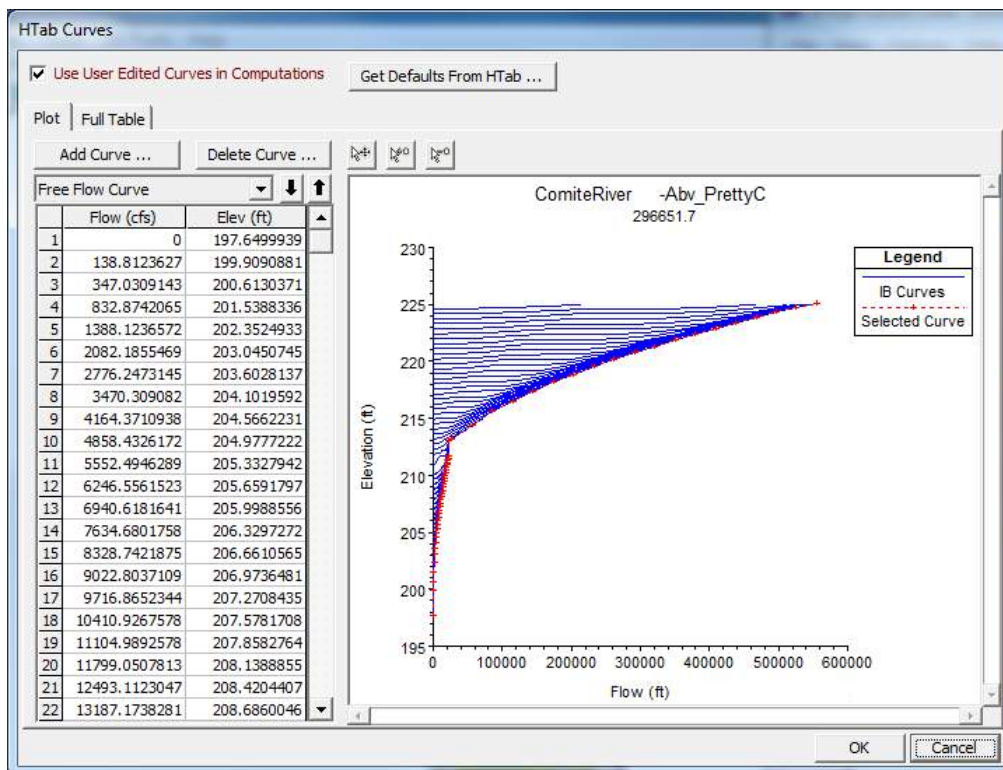 HTab Curves
Use User Edited Curves in Computations Get Defaults From HTab ...
Plot Full Table
Add Curve ... Delete Curve ...
Free Flow Curve
Flow (cfs) Elev (ft)
1 0 197.6499939
2 138.8123627 199.9090881
3 347.0309143 200.6130371
4 832.8742065 201.5388336
5 1388.1236572 202.3524933
6 2082.1855469 203.0450745
7 2776.2473145 203.6028137
8 3470.309082 204.1019592
9 4164.3710938 204.5662231
10 4858.4326172 204.9777222
11 5552.4946289 205.3327942
12 6246.5561523 205.6591797
13 6940.6181641 205.9988556
14 7634.6801758 206.3297272
15 8328.7421875 206.6610565
16 9022.8037109 206.9736481
17 9716.8652344 207.2708435
18 10410.9267578 207.5781708
19 11104.9892578 207.8582764
20 11799.0507813 208.1388855
21 12493.1123047 208.4204407
22 13187.1738281 208.6860046
ComiteRiver -Abv_PrettyC
296651.7
230
225
220
215
210
205
200
195
Elevation (ft)
0 100000 200000 300000 400000 500000 600000
Flow (ft)
Legend
IB Curves
Selected Curve
OK Cancel